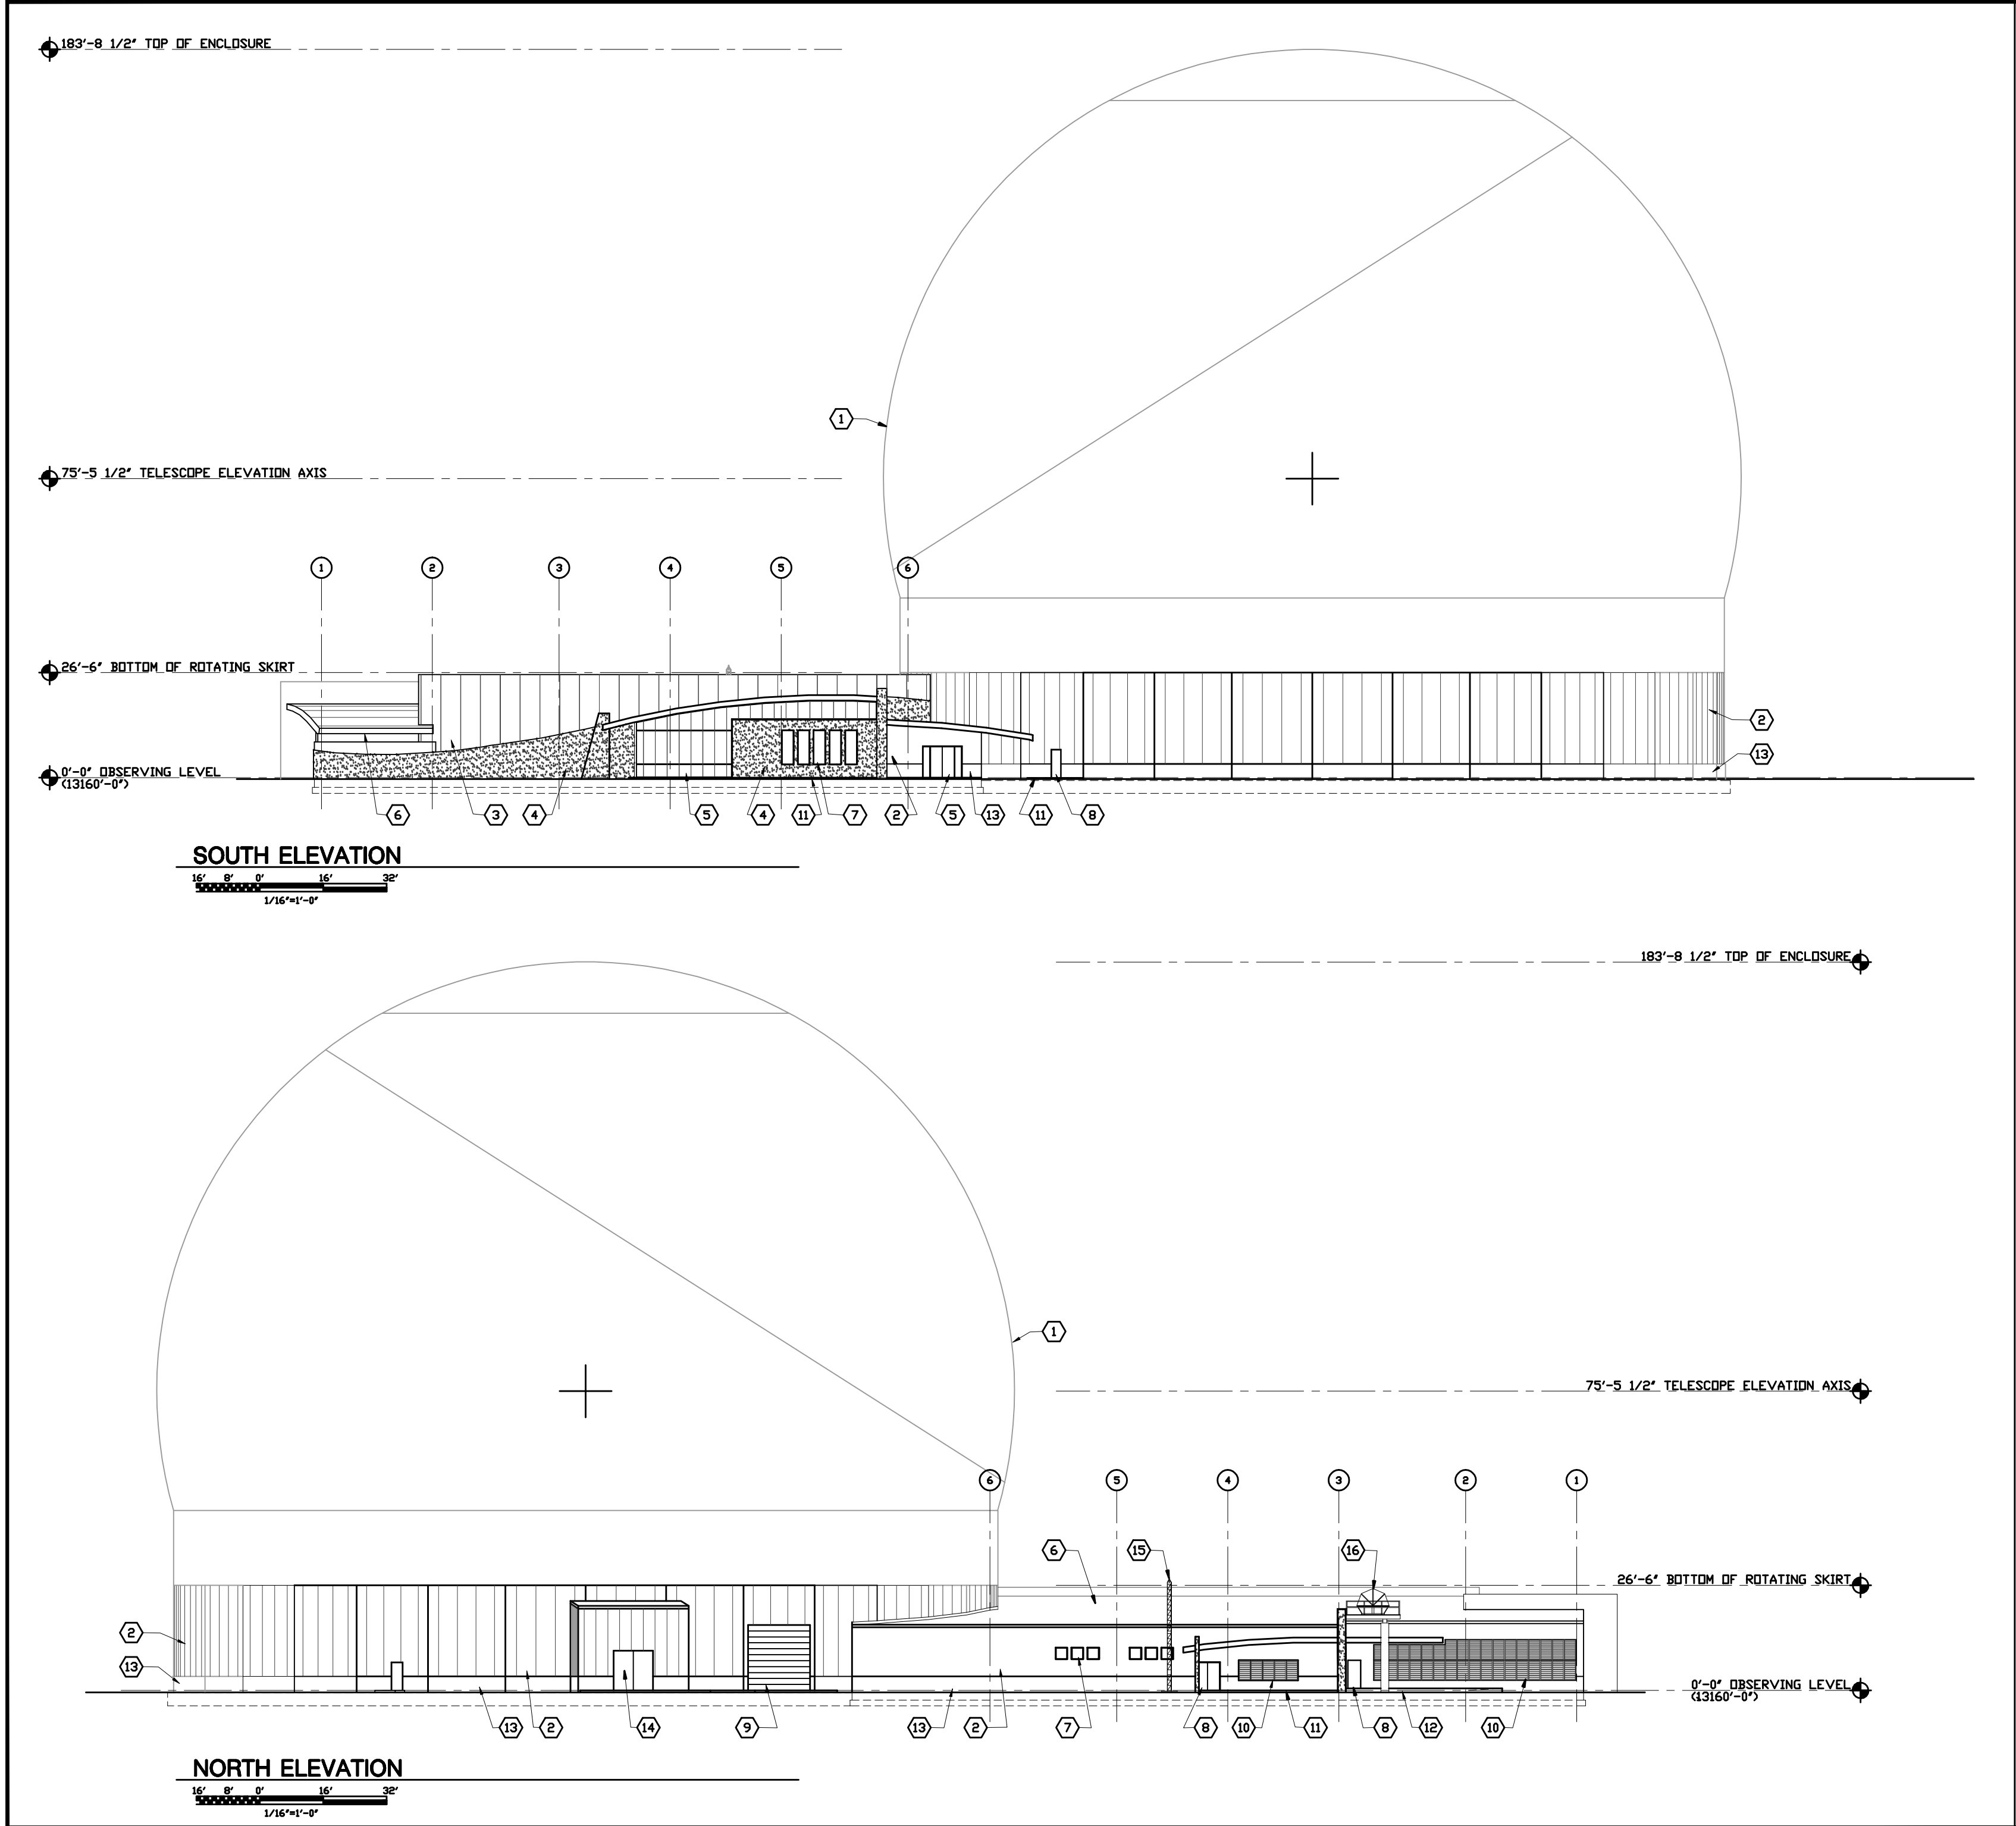 183'-8 1/2" TOP OF ENCLOSURE
1
75'-5 1/2" TELESCOPE ELEVATION AXIS
1 2 3 4 5 6
26'-6" BOTTOM OF ROTATING SKIRT
2
13
0'-0" OBSERVING LEVEL
(13160'-0")
6 3 4 5 4 11 7 2 5 13 11 8
SOUTH ELEVATION
16' 8' 0' 16' 32'
1/16"=1'-0"
183'-8 1/2" TOP OF ENCLOSURE
1
75'-5 1/2" TELESCOPE ELEVATION AXIS
6 5 4 3 2 1
6 15 16
26'-6" BOTTOM OF ROTATING SKIRT
2
13
0'-0" OBSERVING LEVEL
(13160'-0")
13 2 14 9 13 2 7 8 10 11 8 12 10
NORTH ELEVATION
16' 8' 0' 16' 32'
1/16"=1'-0"